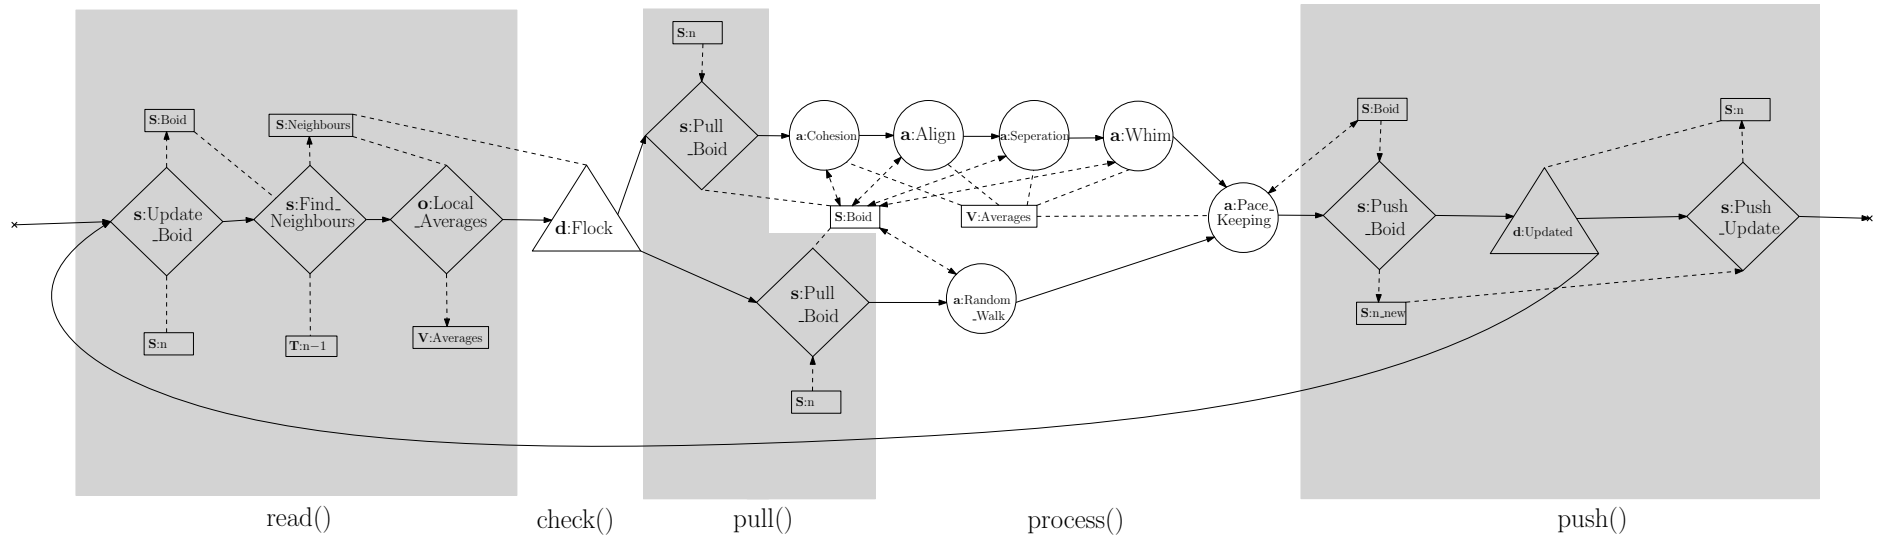 S:Boid
S:Neighbours
s:Update
_Boid
s:Find_
Neighbours
o:Local
_Averages
S:n
T:n−1
V:Averages
d:Flock
S:n
s:Pull
_Boid
a:Cohesion
a:Align
a:Seperation
a:Whim
S:Boid
V:Averages
s:Pull
_Boid
a:Random
_Walk
S:n
a:Pace_
Keeping
S:Boid
s:Push
_Boid
S:n_new
d:Updated
S:n
s:Push
_Update
read()
check()
pull()
process()
push()